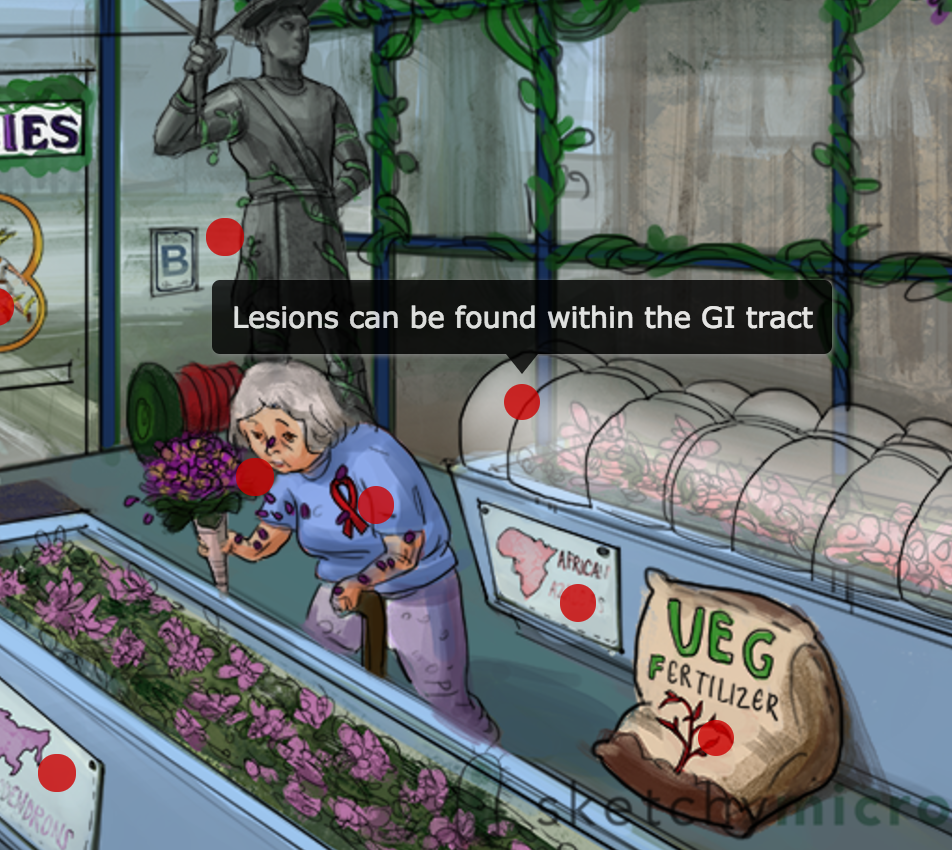 IES
B
Lesions can be found within the GI tract
AFRICAN
VEG
FERTILIZER
sketchymicro